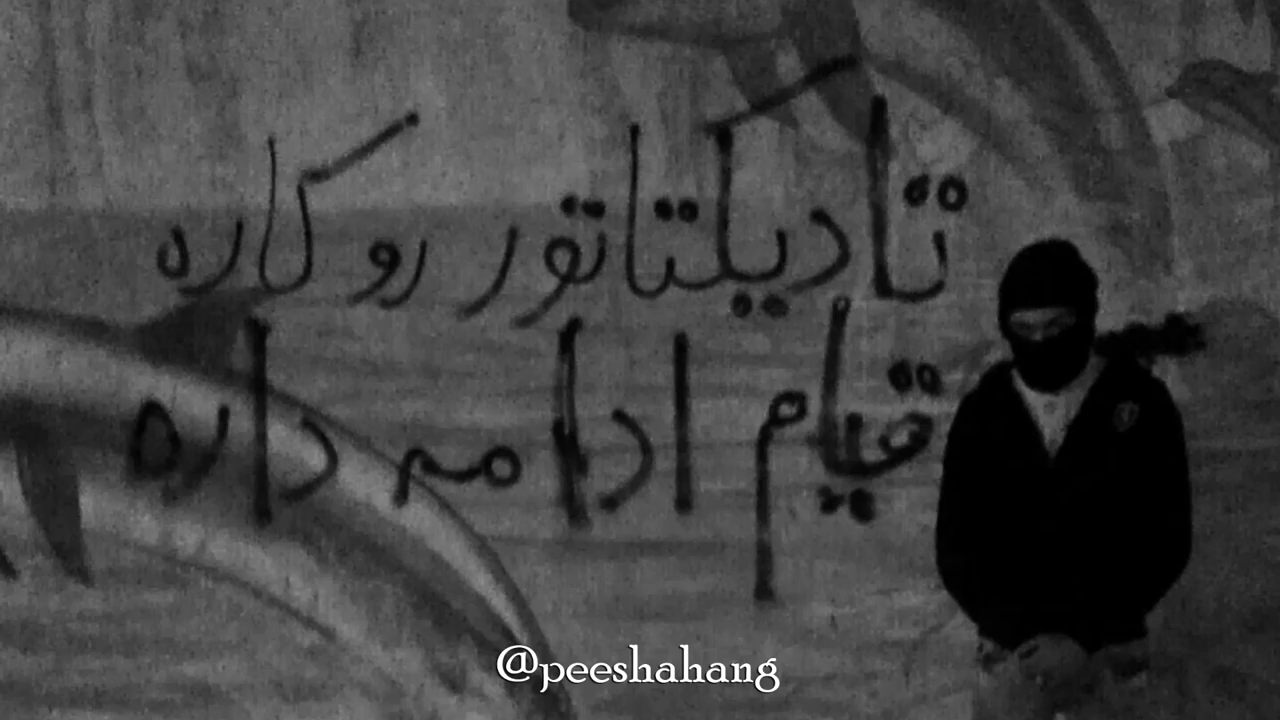 تا دیکتاتور رو کاره
قیام ادامه داره
@peeshahang